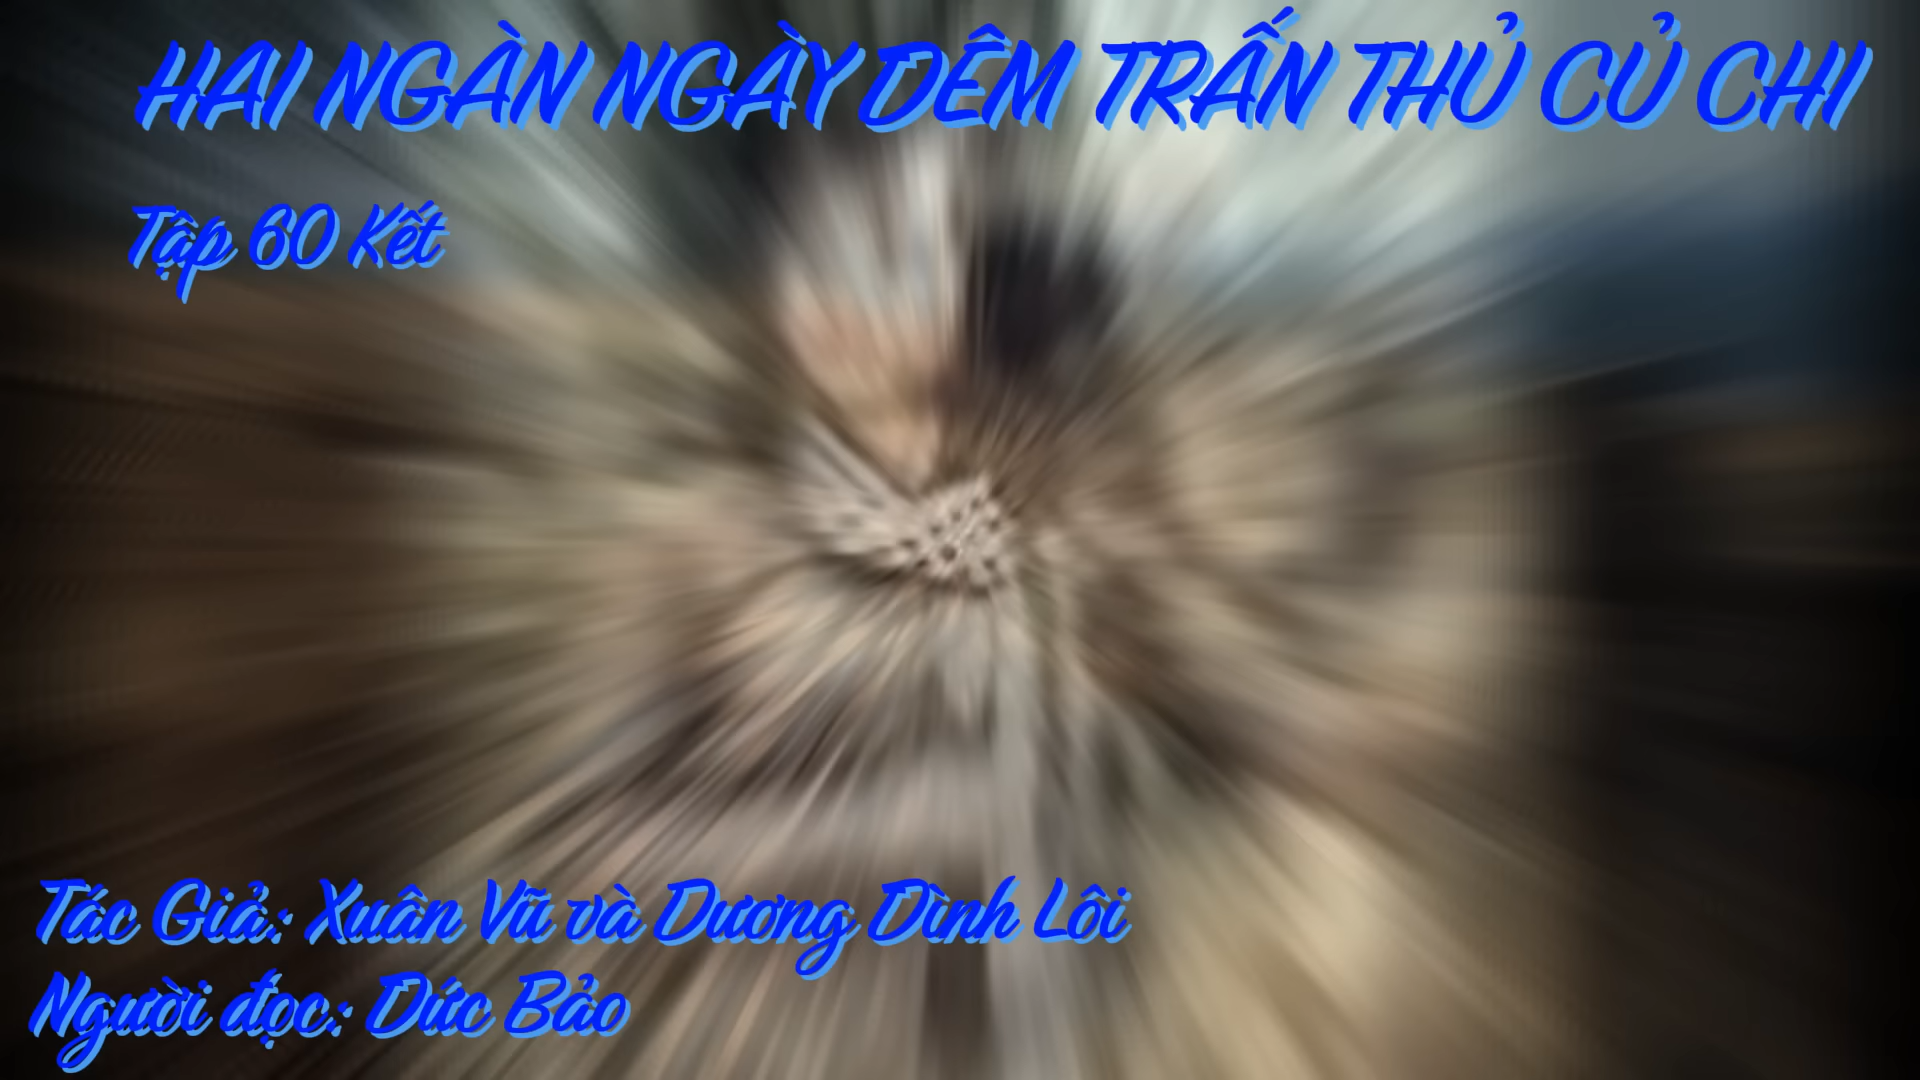 HAI NGÀN NGÀY ĐÊM TRẤN THỦ CỦ CHI
Tập 60 Kết
Tác Giả: Xuân Vũ và Dương Đình Lôi
Người đọc: Đức Bảo